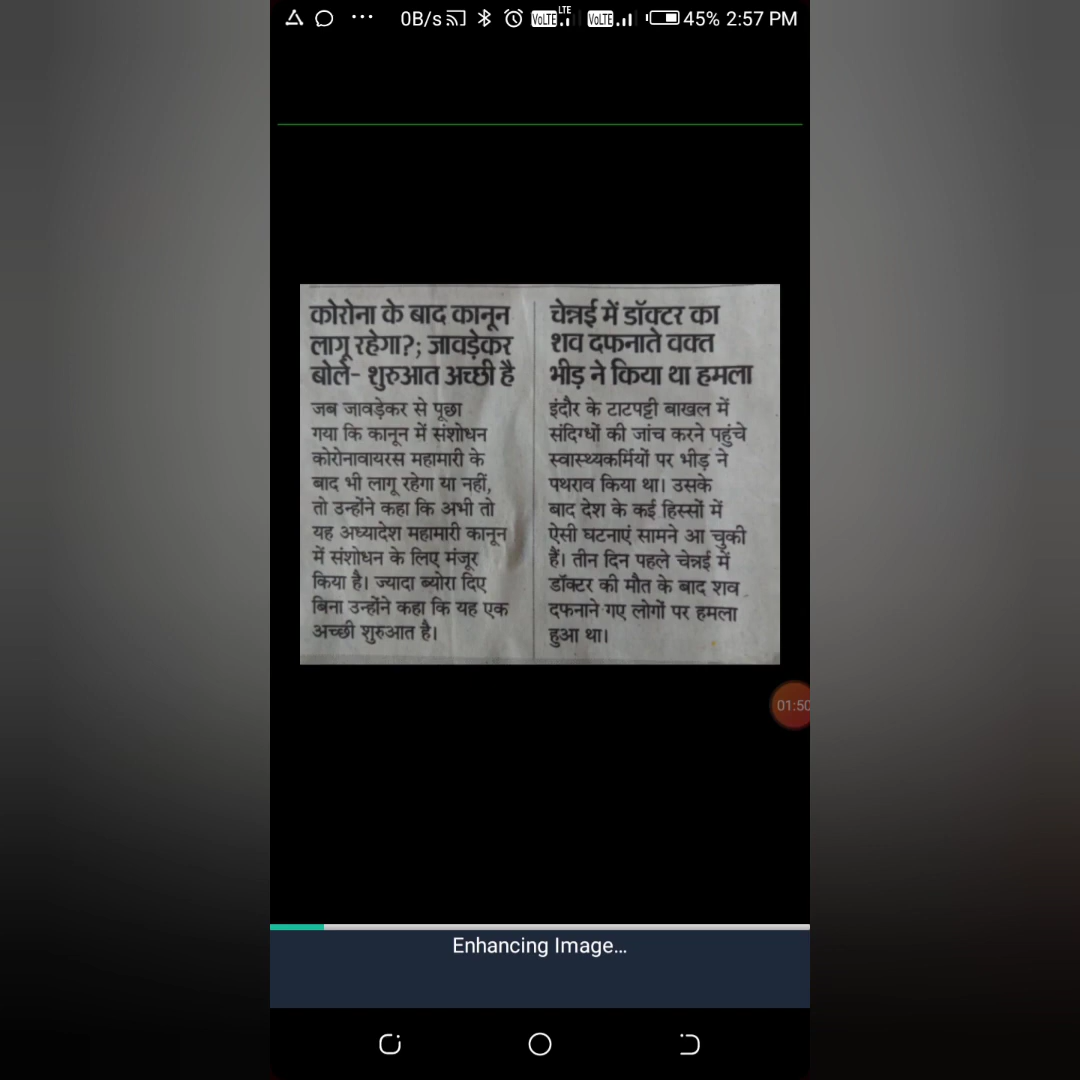 0B/s VoLTE LTE VoLTE 45% 2:57 PM
कोरोना के बाद कानून
लागू रहेगा?; जावड़ेकर
बोले- शुरुआत अच्छी है
जब जावड़ेकर से पूछा
गया कि कानून में संशोधन
कोरोनावायरस महामारी के
बाद भी लागू रहेगा या नहीं,
तो उन्होंने कहा कि अभी तो
यह अध्यादेश महामारी कानून
में संशोधन के लिए मंजूर
किया है। ज्यादा ब्योरा दिए
बिना उन्होंने कहा कि यह एक
अच्छी शुरुआत है।
चेन्नई में डॉक्टर का
शव दफनाते वक्त
भीड़ ने किया था हमला
इंदौर के टाटपट्टी बाखल में
संदिग्धों की जांच करने पहुंचे
स्वास्थ्यकर्मियों पर भीड़ ने
पथराव किया था। उसके
बाद देश के कई हिस्सों में
ऐसी घटनाएं सामने आ चुकी
हैं। तीन दिन पहले चेन्नई में
डॉक्टर की मौत के बाद शव
दफनाने गए लोगों पर हमला
हुआ था।
01:50
Enhancing Image...